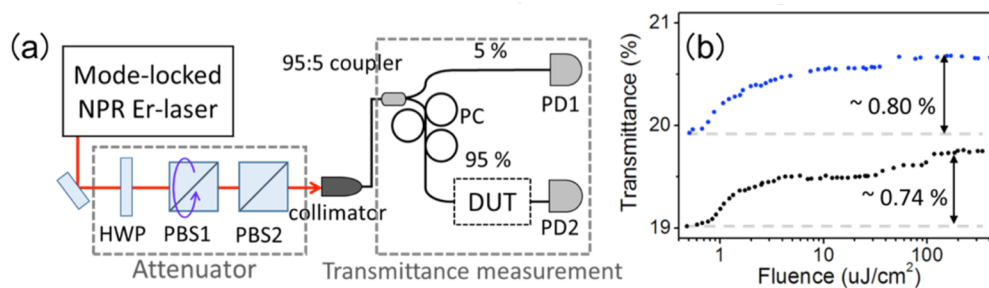 (a)
Mode-locked
NPR Er-laser
95:5 coupler
5 %
PD1
PC
95 %
DUT
PD2
collimator
HWP
PBS1
PBS2
Attenuator
Transmittance measurement
(b)
Transmittance (%)
21
20
19
~ 0.80 %
~ 0.74 %
1
10
100
Fluence (uJ/cm²)